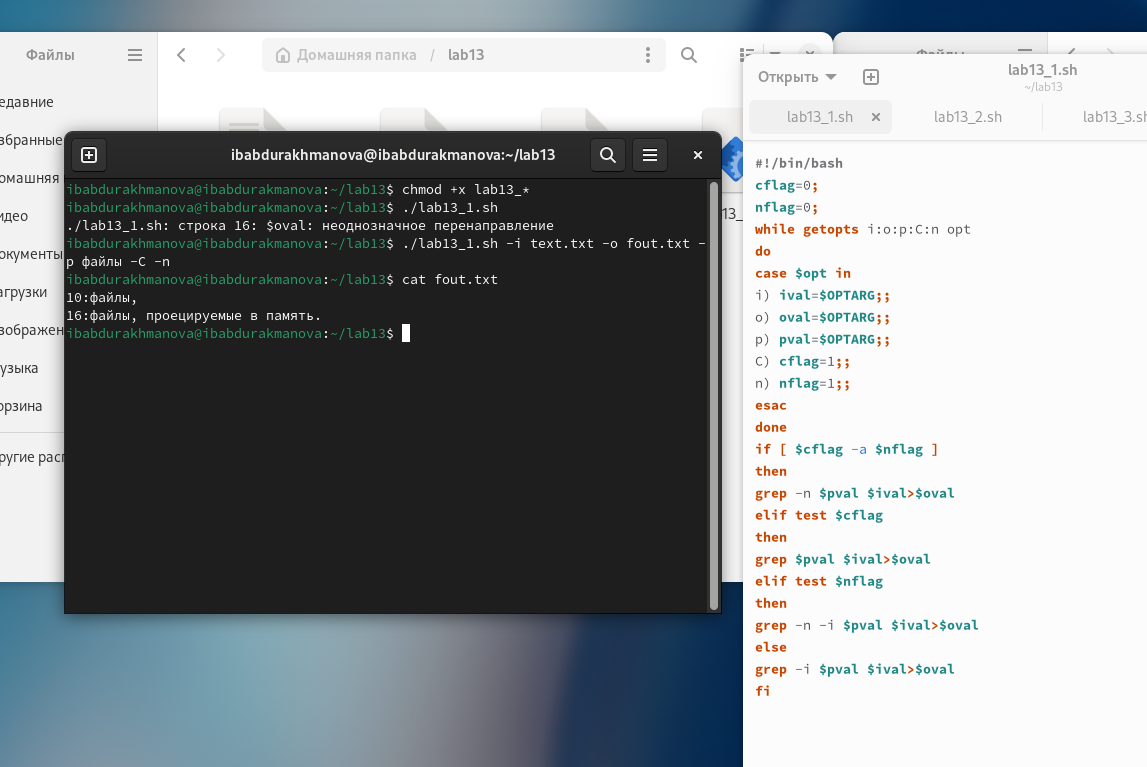 Файлы
Домашняя папка / lab13
едавние
збранные
омашняя
идео
окументы
агрузки
зображен
узыка
орзина
ругие расп
13_
Файлы
ibabdurakhmanova@ibabdurakmanova:~/lab13
ibabdurakhmanova@ibabdurakmanova:~/lab13$ chmod +x lab13_*
ibabdurakhmanova@ibabdurakmanova:~/lab13$ ./lab13_1.sh
./lab13_1.sh: строка 16: $oval: неоднозначное перенаправление
ibabdurakhmanova@ibabdurakmanova:~/lab13$ ./lab13_1.sh -i text.txt -o fout.txt -
p файлы -C -n
ibabdurakhmanova@ibabdurakmanova:~/lab13$ cat fout.txt
10:файлы,
16:файлы, проецируемые в память.
ibabdurakhmanova@ibabdurakmanova:~/lab13$
Открыть
lab13_1.sh
~/lab13
lab13_1.sh
lab13_2.sh
lab13_3.sh
#!/bin/bash
cflag=0;
nflag=0;
while getopts i:o:p:C:n opt
do
case $opt in
i) ival=$OPTARG;;
o) oval=$OPTARG;;
p) pval=$OPTARG;;
C) cflag=1;;
n) nflag=1;;
esac
done
if [ $cflag -a $nflag ]
then
grep -n $pval $ival>$oval
elif test $cflag
then
grep $pval $ival>$oval
elif test $nflag
then
grep -n -i $pval $ival>$oval
else
grep -i $pval $ival>$oval
fi